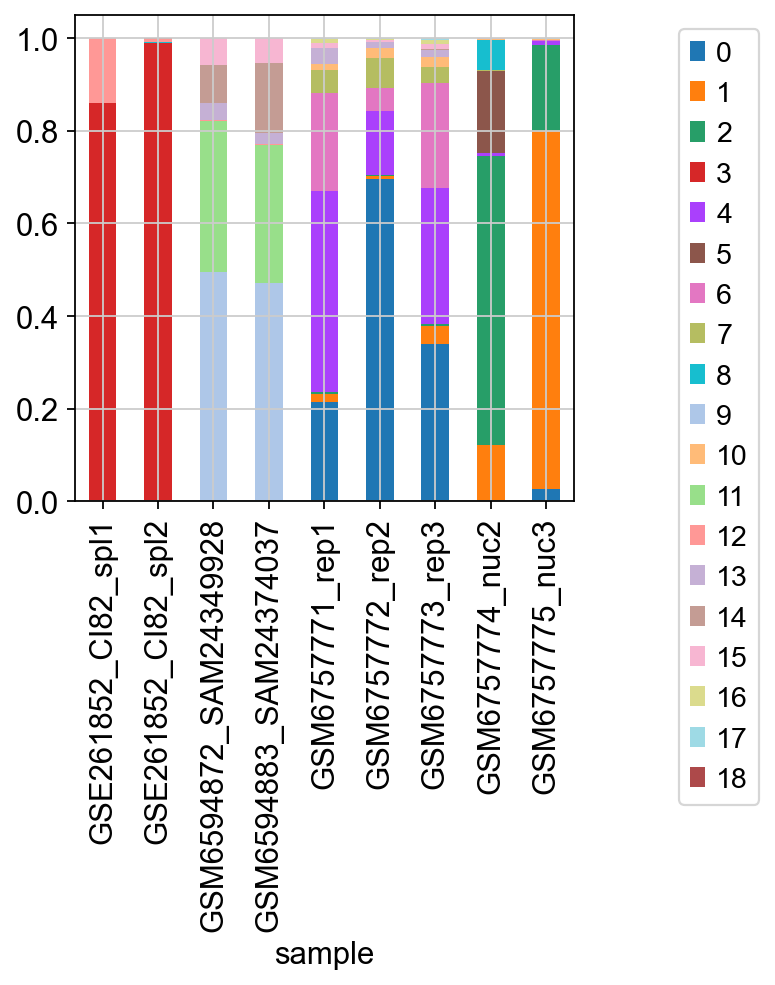 1.0
0.8
0.6
0.4
0.2
0.0
GSE261852_CI82_spl1
GSE261852_CI82_spl2
GSM6594872_SAM24349928
GSM6594883_SAM24374037
GSM6757771_rep1
GSM6757772_rep2
GSM6757773_rep3
GSM6757774_nuc2
GSM6757775_nuc3
sample
0
1
2
3
4
5
6
7
8
9
10
11
12
13
14
15
16
17
18